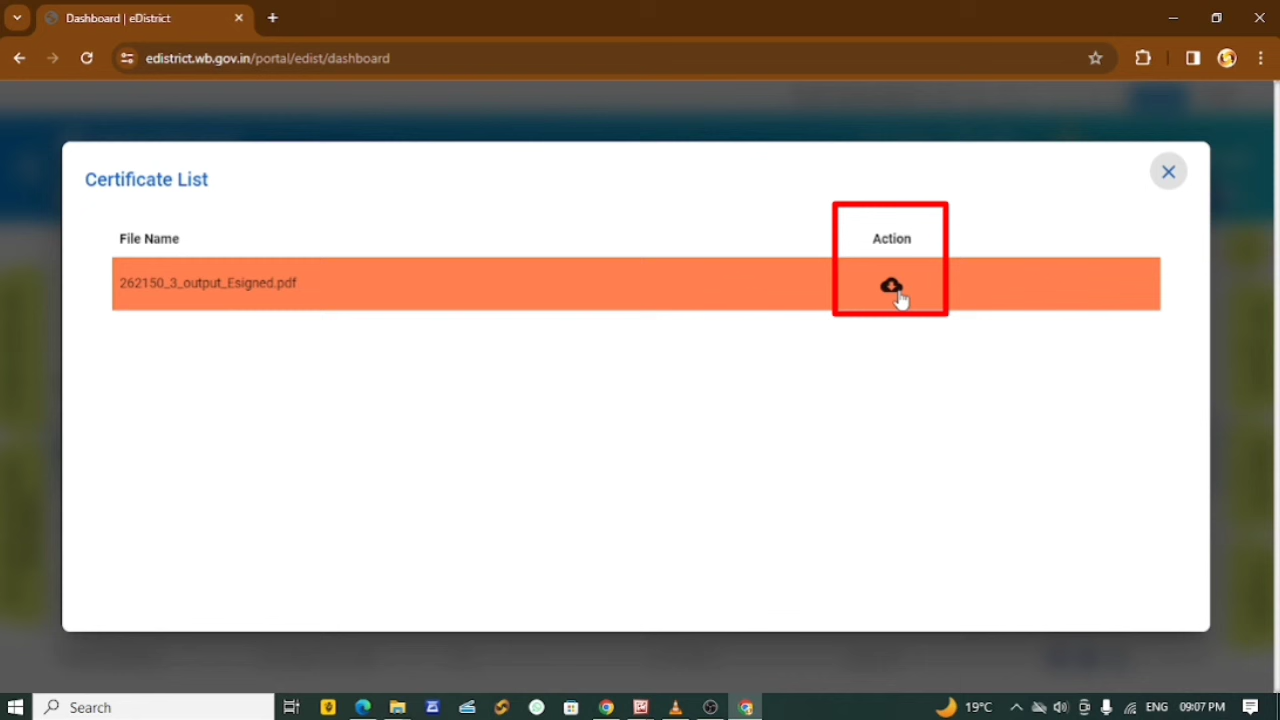 Dashboard | eDistrict
edistrict.wb.gov.in/portal/edist/dashboard
Certificate List
File Name Action
262150_3_output_Esigned.pdf
Search 19°C ENG 09:07 PM